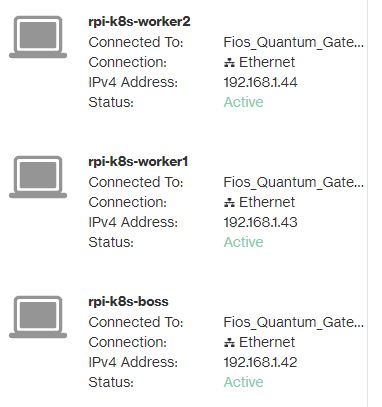 rpi-k8s-worker2
Connected To: Fios_Quantum_Gate...
Connection: Ethernet
IPv4 Address: 192.168.1.44
Status: Active
rpi-k8s-worker1
Connected To: Fios_Quantum_Gate...
Connection: Ethernet
IPv4 Address: 192.168.1.43
Status: Active
rpi-k8s-boss
Connected To: Fios_Quantum_Gate...
Connection: Ethernet
IPv4 Address: 192.168.1.42
Status: Active